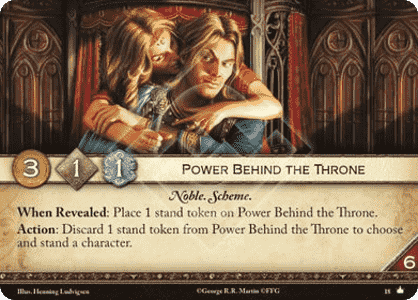 3 1 1 POWER BEHIND THE THRONE
Noble. Scheme.
When Revealed: Place 1 stand token on Power Behind the Throne.
Action: Discard 1 stand token from Power Behind the Throne to choose
and stand a character.
6
Illus. Henning Ludvigsen ©George R.R. Martin ©FFG 18